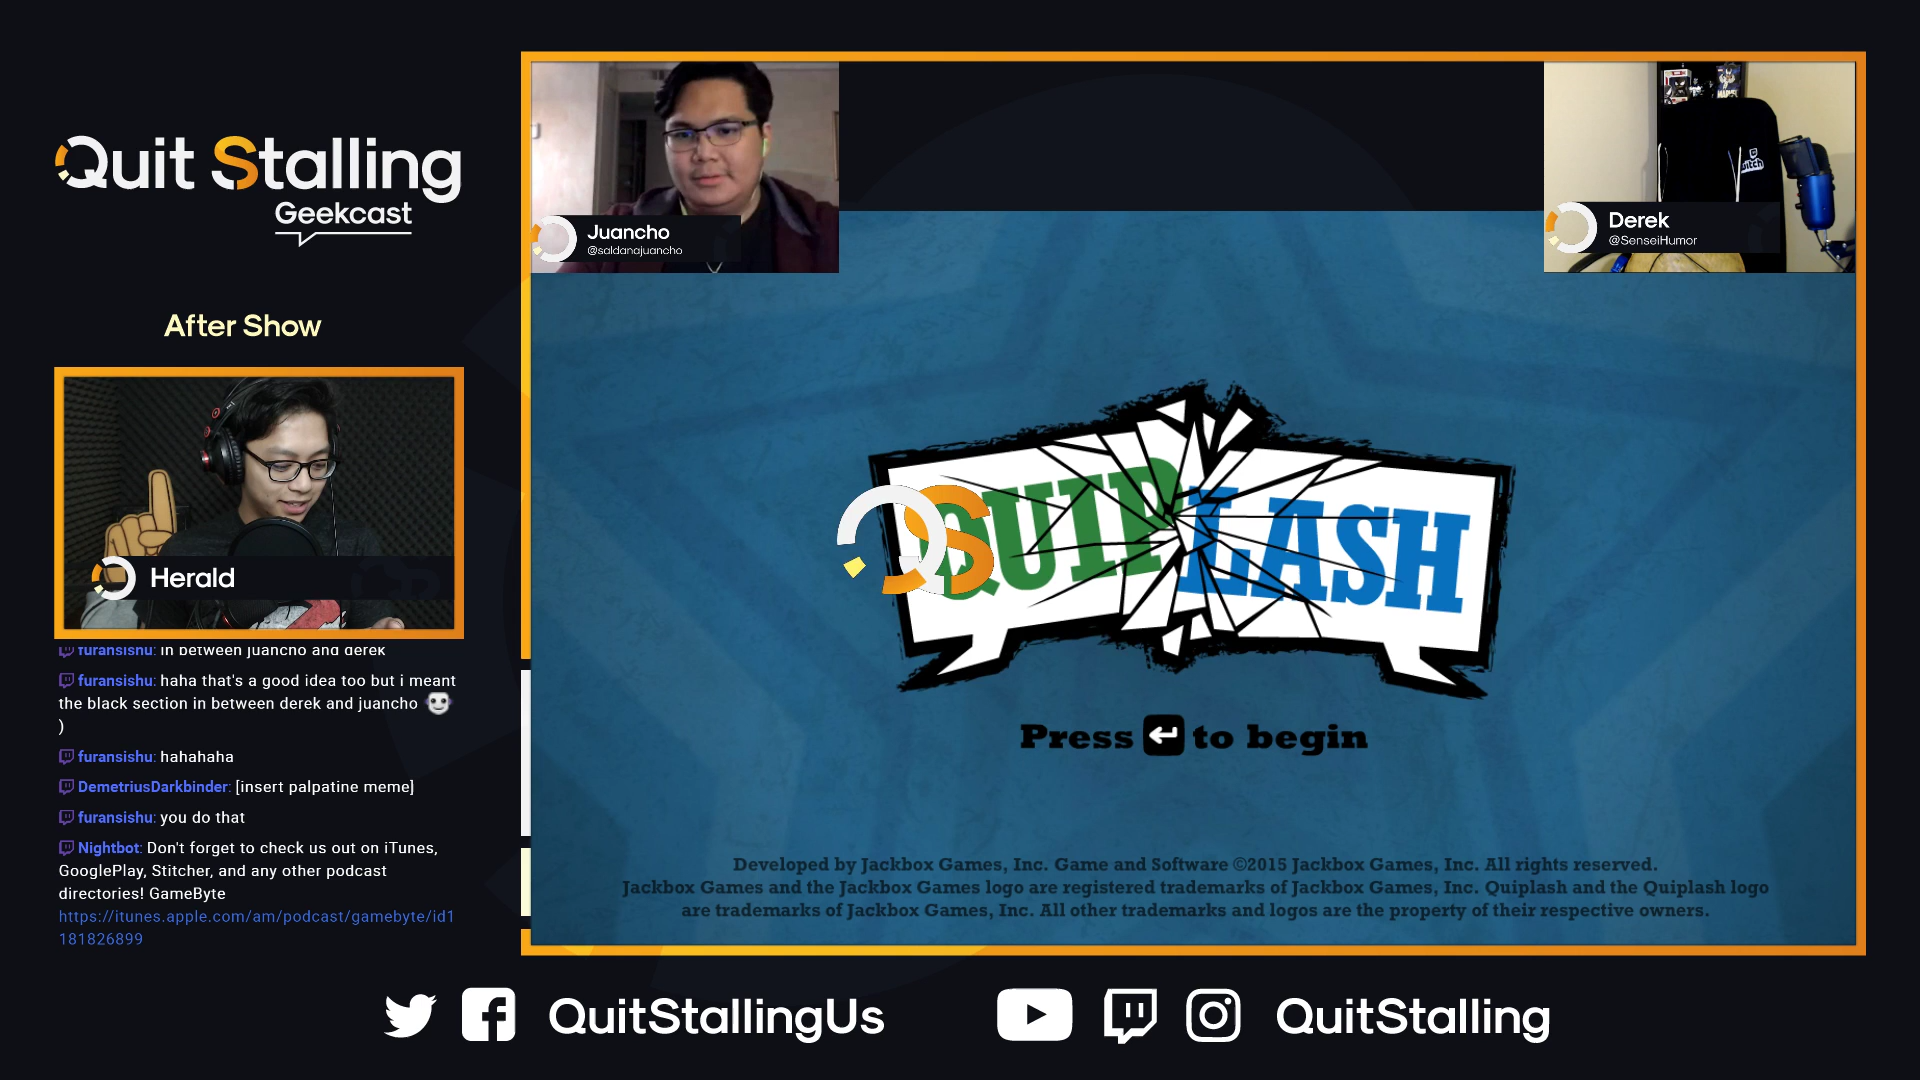 Quit Stalling
Geekcast
After Show
Herald
furansishu: in between juancho and derek
furansishu: haha that's a good idea too but i meant
the black section in between derek and juancho
)
furansishu: hahahaha
DemetriusDarkbinder: [insert palpatine meme]
furansishu: you do that
Nightbot: Don't forget to check us out on iTunes,
GooglePlay, Stitcher, and any other podcast
directories! GameByte
https://itunes.apple.com/am/podcast/gamebyte/id1
181826899
Juancho
@saldanajuancho
Derek
@SenseiHumor
twitch
QS
QUIPLASH
Press to begin
Developed by Jackbox Games, Inc. Game and Software ©2015 Jackbox Games, Inc. All rights reserved.
Jackbox Games and the Jackbox Games logo are registered trademarks of Jackbox Games, Inc. Quiplash and the Quiplash logo
are trademarks of Jackbox Games, Inc. All other trademarks and logos are the property of their respective owners.
QuitStallingUs
QuitStalling